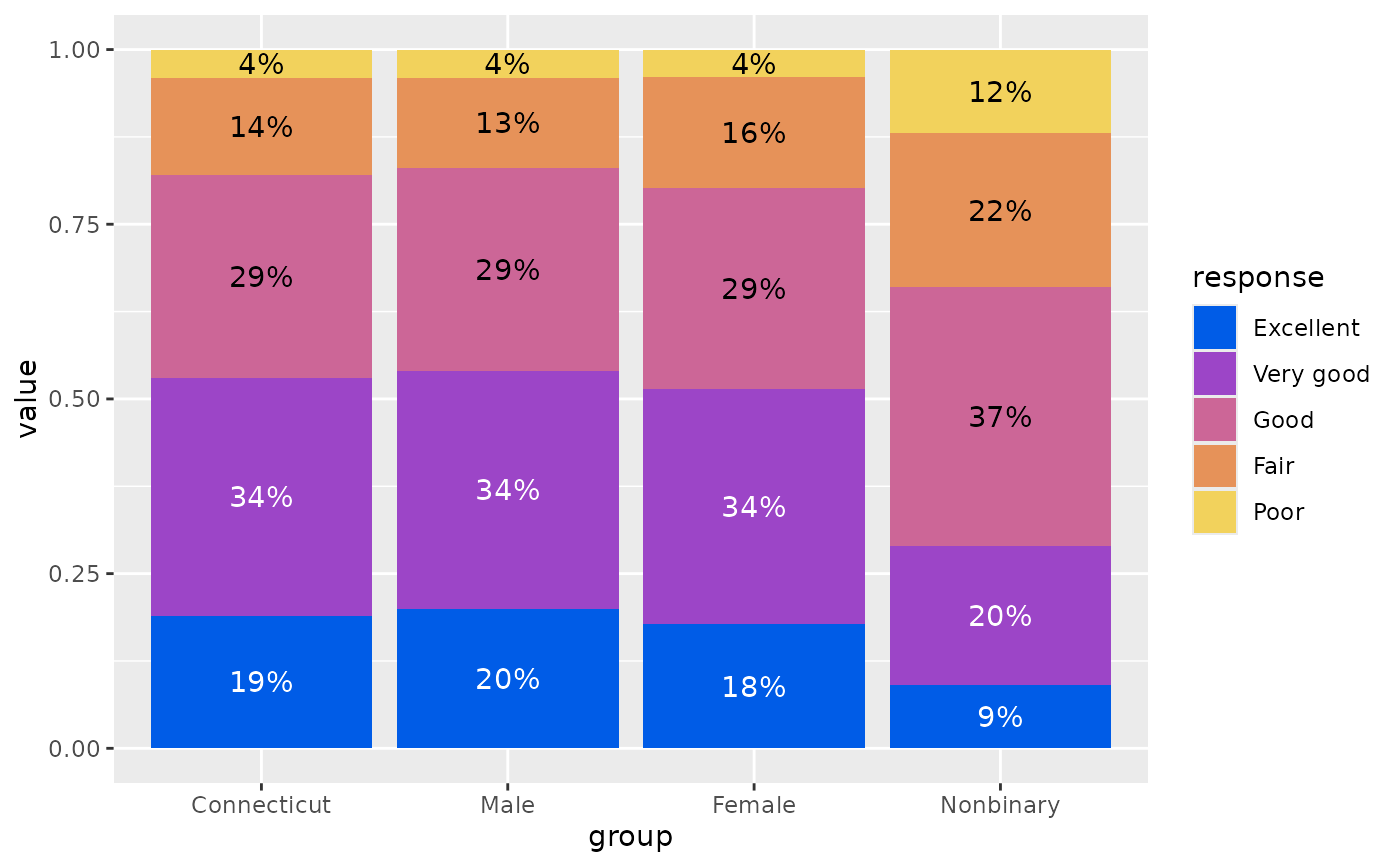 1.00
0.75
0.50
0.25
0.00
value
4% 4% 4% 12%
14% 13% 16% 22%
29% 29% 29% 37%
34% 34% 34% 20%
19% 20% 18% 9%
Connecticut Male Female Nonbinary
group
response
Excellent
Very good
Good
Fair
Poor